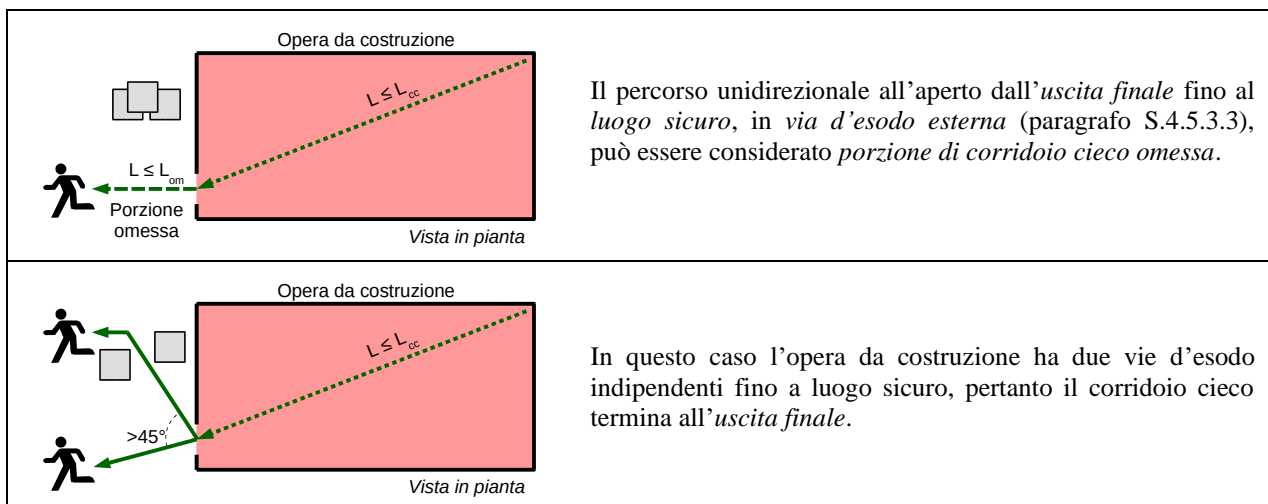 Opera da costruzione
L ≤ Lcc
L ≤ Lom
Porzione
omessa
Vista in pianta
Il percorso unidirezionale all’aperto dall’uscita finale fino al
luogo sicuro, in via d’esodo esterna (paragrafo S.4.5.3.3),
può essere considerato porzione di corridoio cieco omessa.
Opera da costruzione
L ≤ Lcc
>45°
Vista in pianta
In questo caso l’opera da costruzione ha due vie d’esodo
indipendenti fino a luogo sicuro, pertanto il corridoio cieco
termina all’uscita finale.